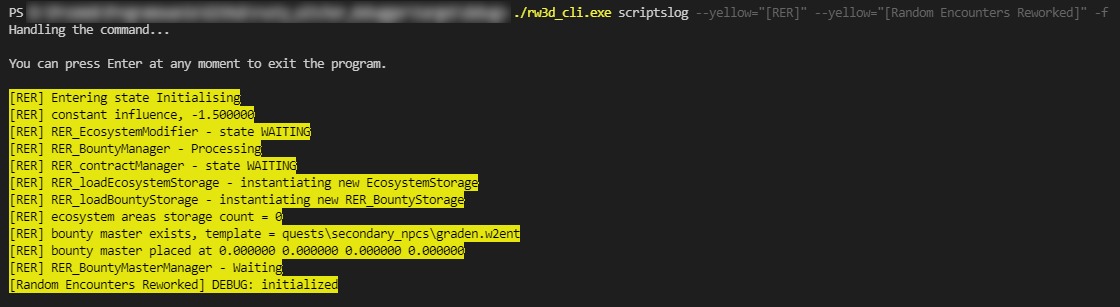 PS ./rw3d_cli.exe scriptslog --yellow="[RER]" --yellow="[Random Encounters Reworked]" -f
Handling the command...
You can press Enter at any moment to exit the program.
[RER] Entering state Initialising
[RER] constant influence, -1.500000
[RER] RER_EcosystemModifier - state WAITING
[RER] RER_BountyManager - Processing
[RER] RER_contractManager - state WAITING
[RER] RER_loadEcosystemStorage - instantiating new EcosystemStorage
[RER] RER_loadBountyStorage - instantiating new RER_BountyStorage
[RER] ecosystem areas storage count = 0
[RER] bounty master exists, template = quests\secondary_npcs\graden.w2ent
[RER] bounty master placed at 0.000000 0.000000 0.000000 0.000000
[RER] RER_BountyMasterManager - Waiting
[Random Encounters Reworked] DEBUG: initialized